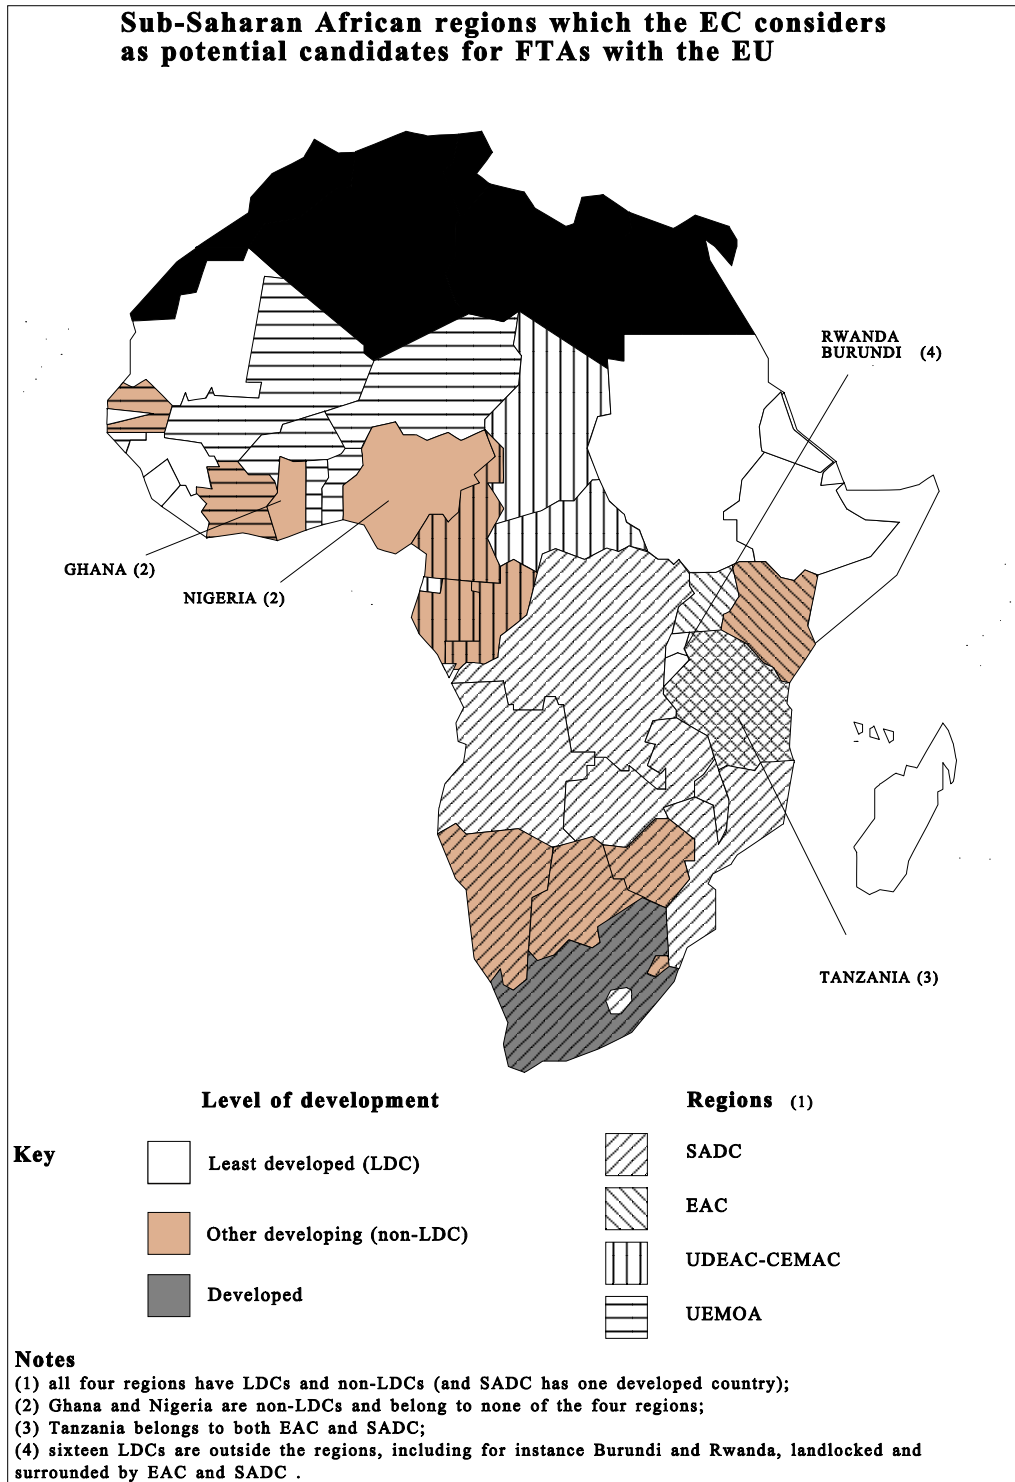 Sub-Saharan African regions which the EC considers
as potential candidates for FTAs with the EU
RWANDA
BURUNDI (4)
GHANA (2)
NIGERIA (2)
TANZANIA (3)
Level of development
Regions (1)
Key
Least developed (LDC)
Other developing (non-LDC)
Developed
SADC
EAC
UDEAC-CEMAC
UEMOA
Notes
(1) all four regions have LDCs and non-LDCs (and SADC has one developed country);
(2) Ghana and Nigeria are non-LDCs and belong to none of the four regions;
(3) Tanzania belongs to both EAC and SADC;
(4) sixteen LDCs are outside the regions, including for instance Burundi and Rwanda, landlocked and
surrounded by EAC and SADC .